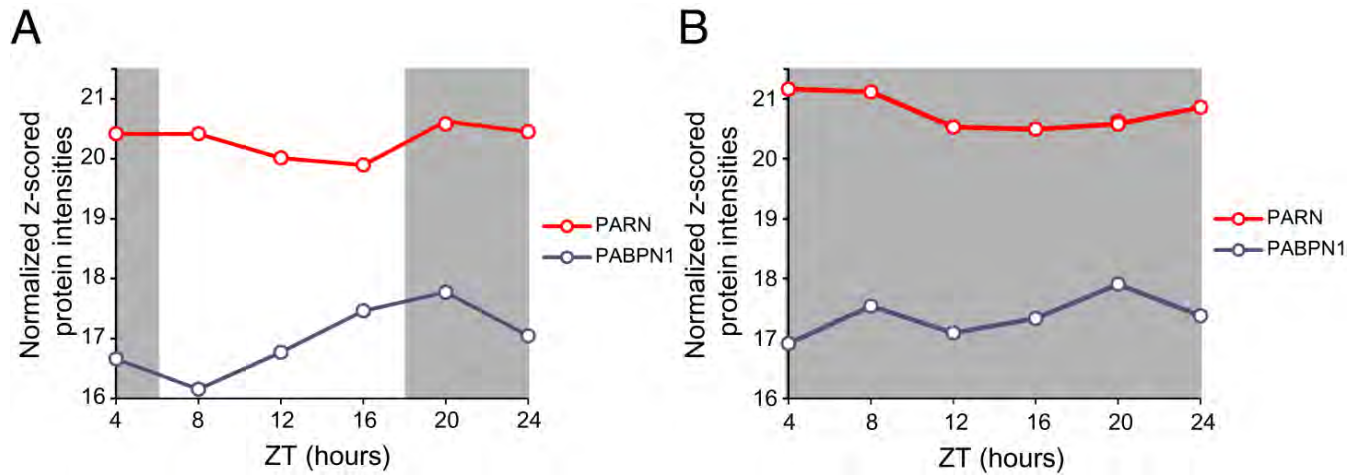 A
Normalized z-scored
protein intensities
21
20
19
18
17
16
4 8 12 16 20 24
ZT (hours)
PARN
PABPN1
B
Normalized z-scored
protein intensities
21
20
19
18
17
16
4 8 12 16 20 24
ZT (hours)
PARN
PABPN1